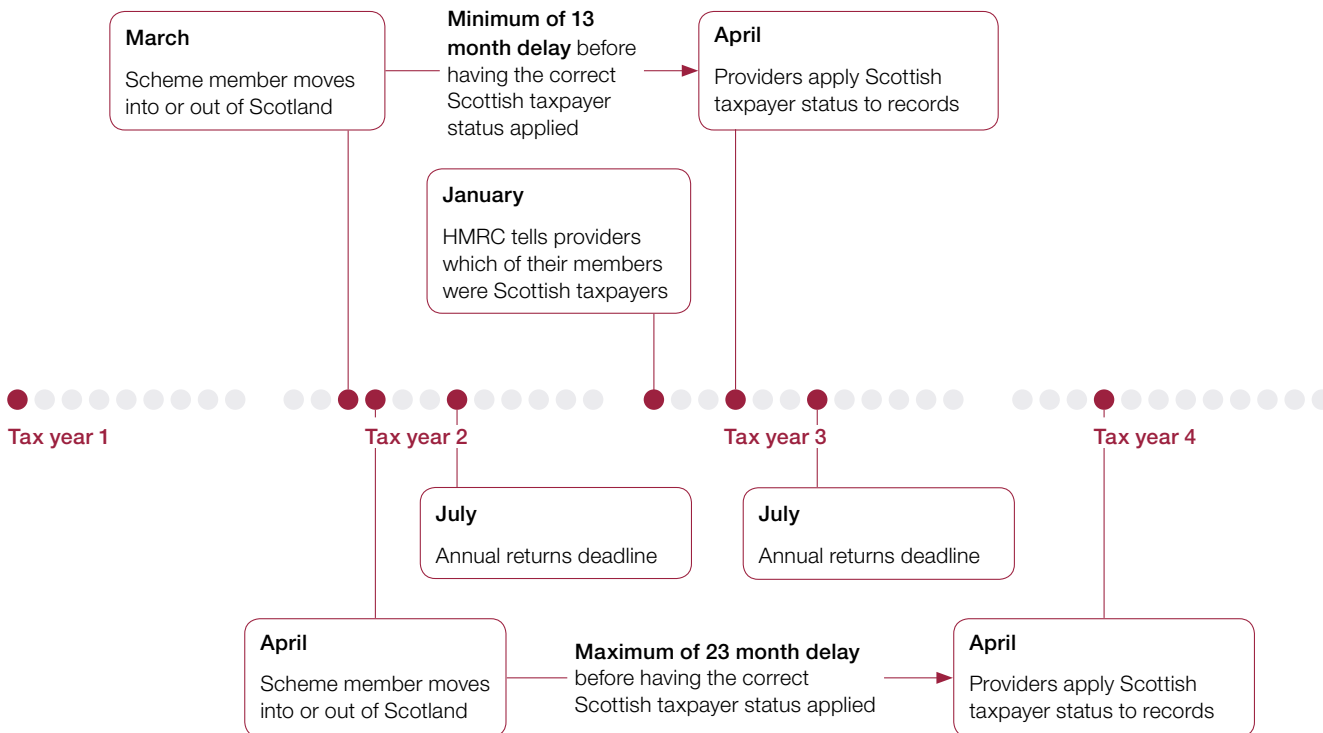 March
Scheme member moves
into or out of Scotland
Minimum of 13
month delay before
having the correct
Scottish taxpayer
status applied
April
Providers apply Scottish
taxpayer status to records
January
HMRC tells providers
which of their members
were Scottish taxpayers
Tax year 1
Tax year 2
Tax year 3
Tax year 4
July
Annual returns deadline
July
Annual returns deadline
April
Scheme member moves
into or out of Scotland
Maximum of 23 month delay
before having the correct
Scottish taxpayer status applied
April
Providers apply Scottish
taxpayer status to records